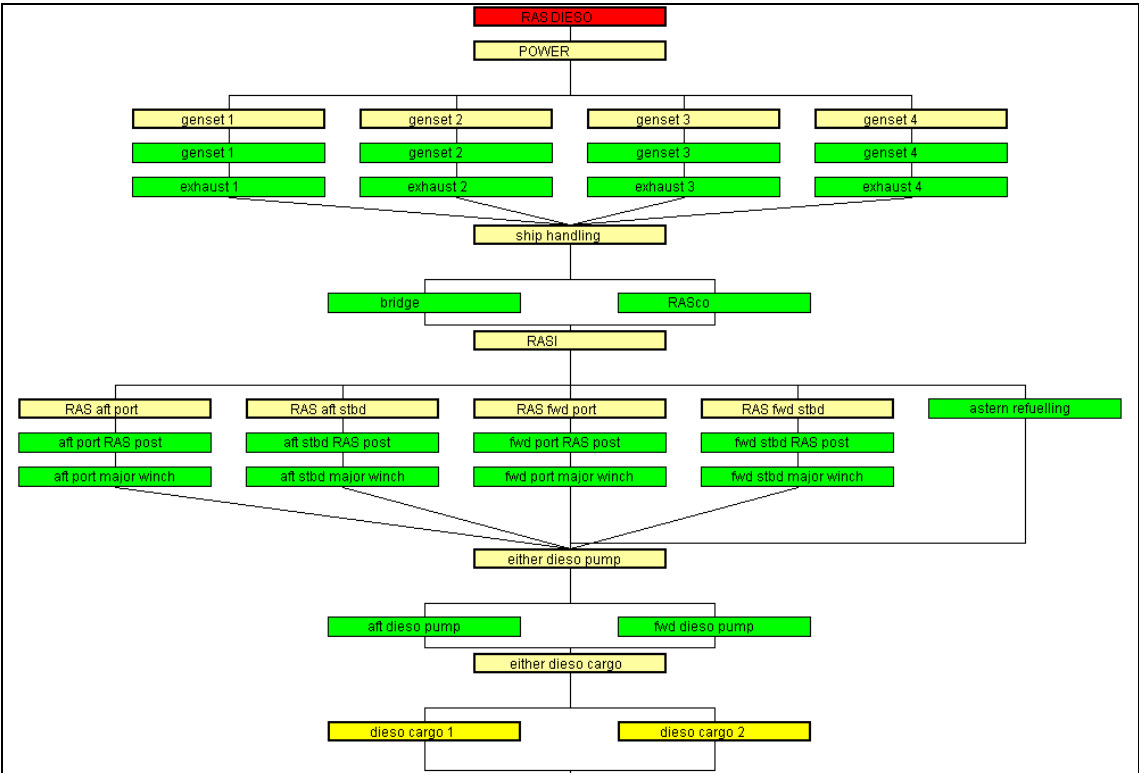 RAS DIESO
POWER
genset 1 genset 2 genset 3 genset 4
genset 1 genset 2 genset 3 genset 4
exhaust 1 exhaust 2 exhaust 3 exhaust 4
ship handling
bridge RASco
RASI
RAS aft port RAS aft stbd RAS fwd port RAS fwd stbd astern refuelling
aft port RAS post aft stbd RAS post fwd port RAS post fwd stbd RAS post
aft port major winch aft stbd major winch fwd port major winch fwd stbd major winch
either dieso pump
aft dieso pump fwd dieso pump
either dieso cargo
dieso cargo 1 dieso cargo 2